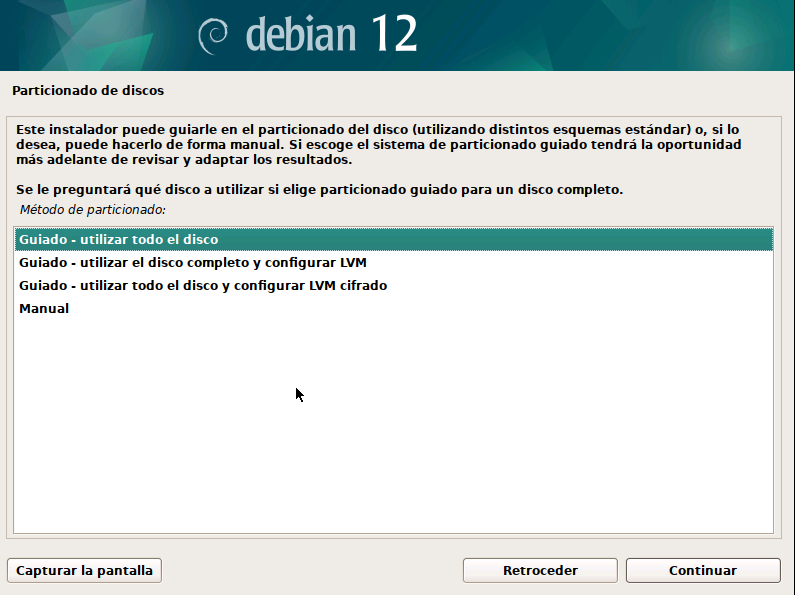 debian 12
Particionado de discos
Este instalador puede guiarle en el particionado del disco (utilizando distintos esquemas estándar) o, si lo
desea, puede hacerlo de forma manual. Si escoge el sistema de particionado guiado tendrá la oportunidad
más adelante de revisar y adaptar los resultados.
Se le preguntará qué disco a utilizar si elige particionado guiado para un disco completo.
Método de particionado:
Guiado - utilizar todo el disco
Guiado - utilizar el disco completo y configurar LVM
Guiado - utilizar todo el disco y configurar LVM cifrado
Manual
Capturar la pantalla
Retroceder
Continuar